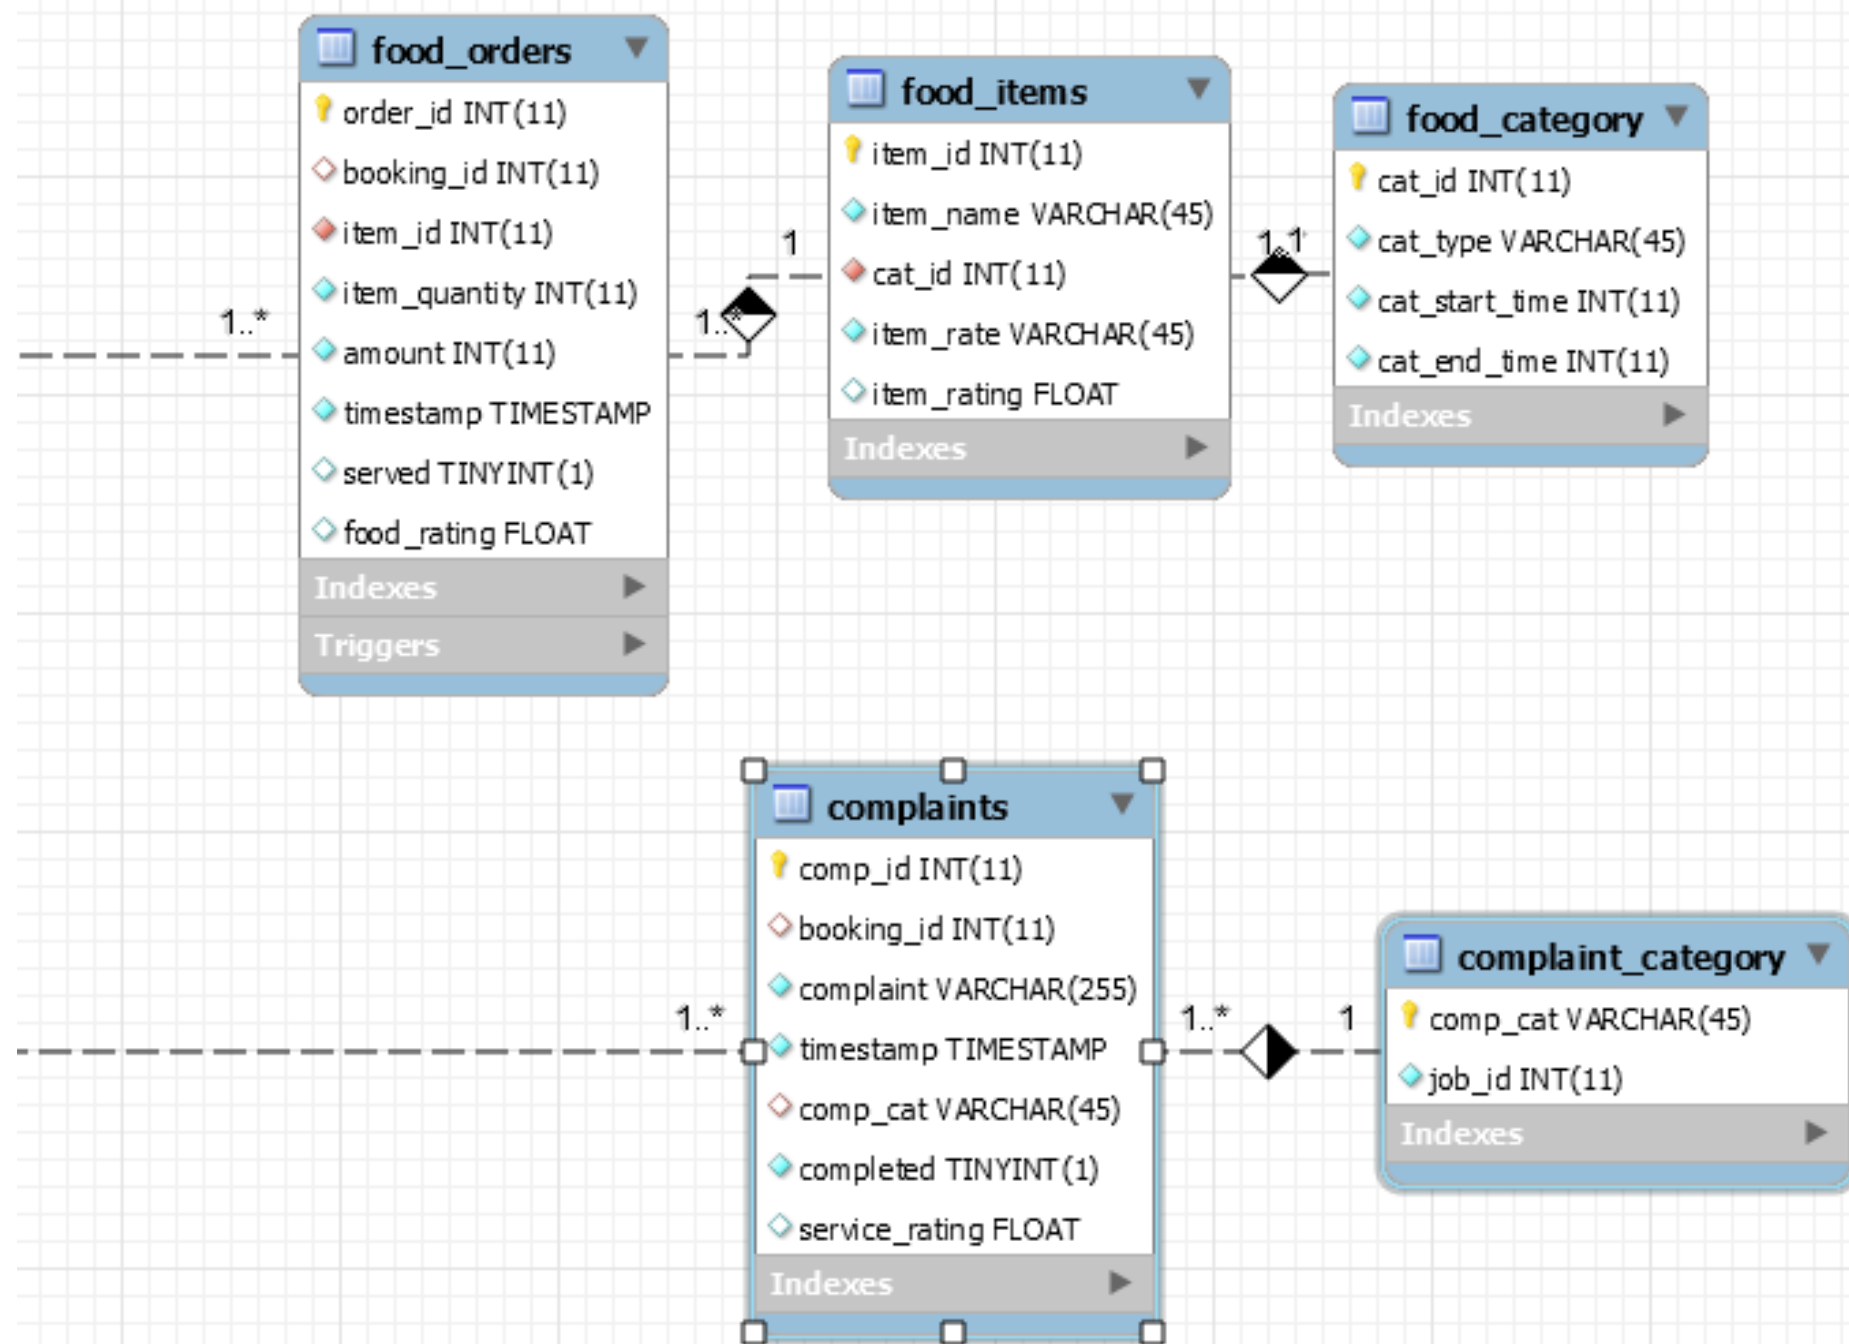 food_orders
order_id INT(11)
booking_id INT(11)
item_id INT(11)
item_quantity INT(11)
amount INT(11)
timestamp TIMESTAMP
served TINYINT(1)
food_rating FLOAT
Indexes
Triggers
1..*
1..*
1
food_items
item_id INT(11)
item_name VARCHAR(45)
cat_id INT(11)
item_rate VARCHAR(45)
item_rating FLOAT
Indexes
1
food_category
cat_id INT(11)
cat_type VARCHAR(45)
cat_start_time INT(11)
cat_end_time INT(11)
Indexes
1..*
complaints
comp_id INT(11)
booking_id INT(11)
complaint VARCHAR(255)
timestamp TIMESTAMP
comp_cat VARCHAR(45)
completed TINYINT(1)
service_rating FLOAT
Indexes
1..*
1
complaint_category
comp_cat VARCHAR(45)
job_id INT(11)
Indexes